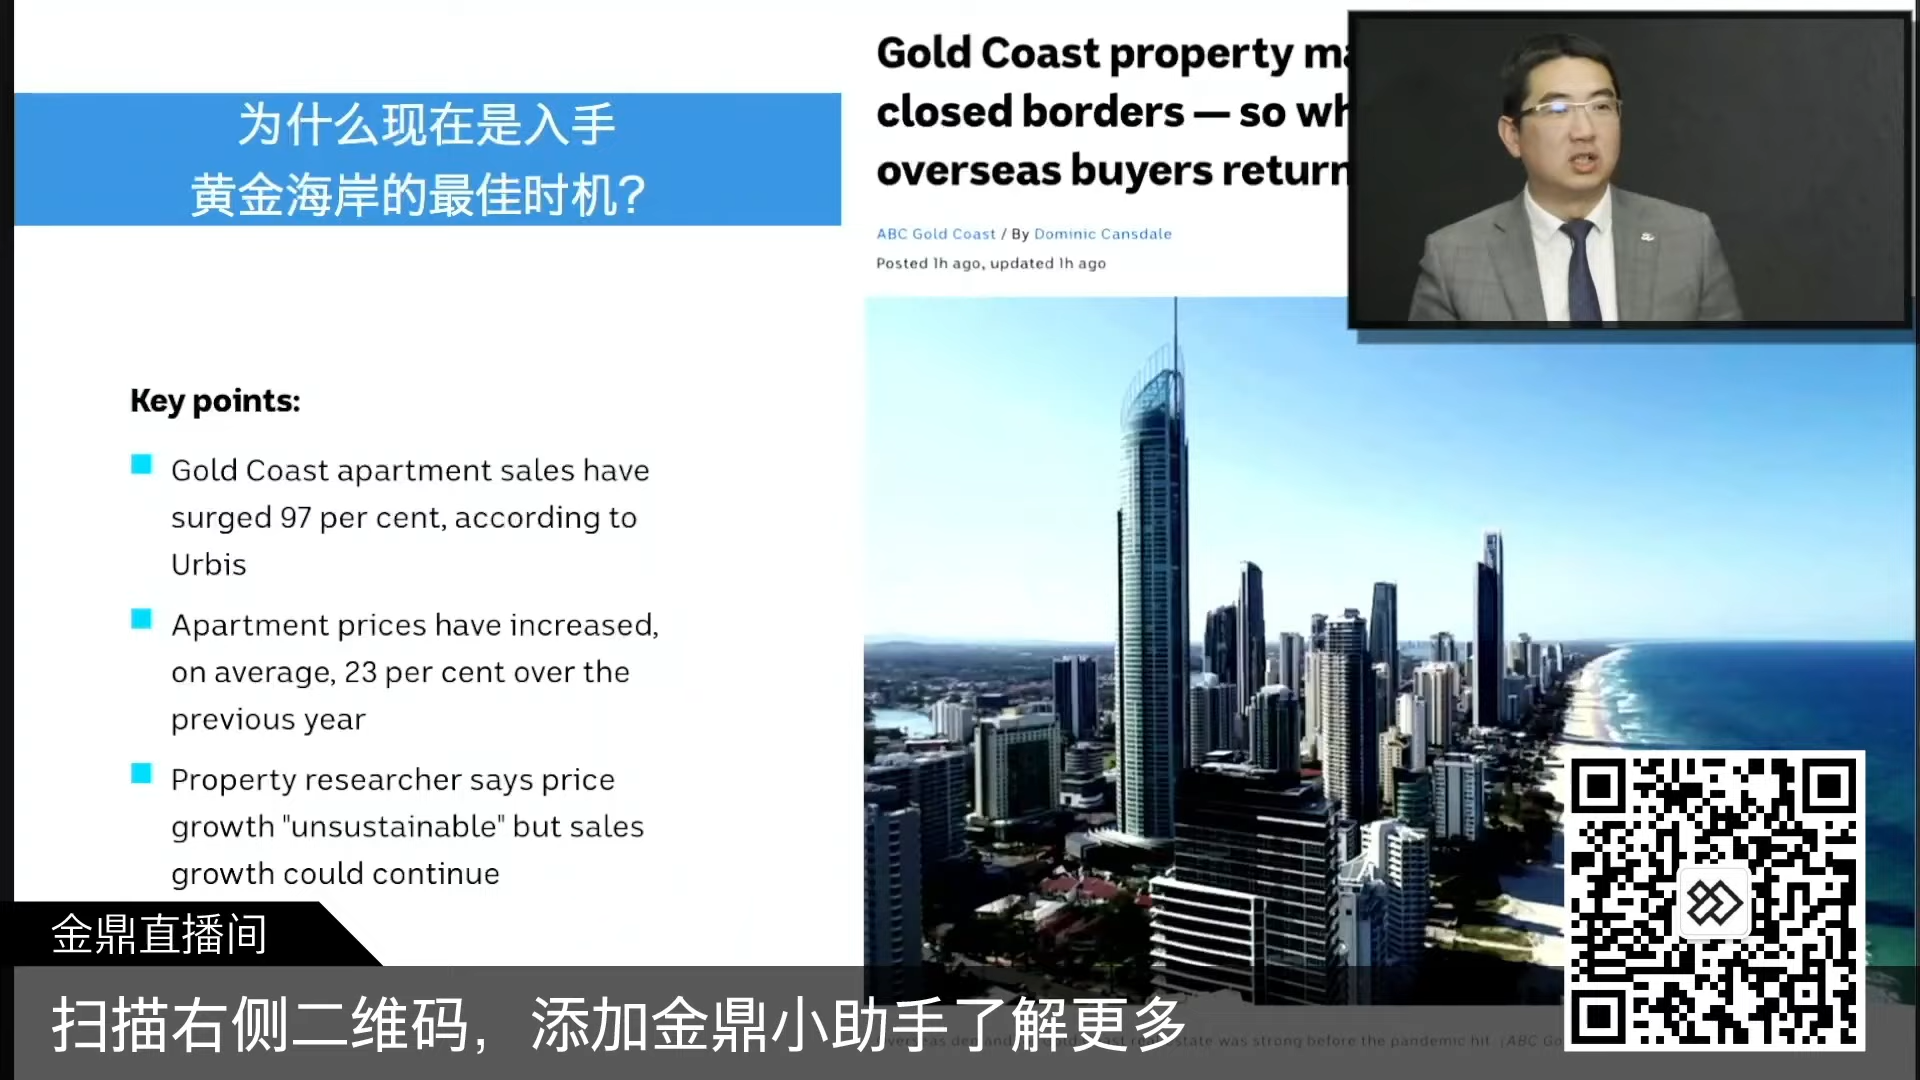 为什么现在是入手
黄金海岸的最佳时机？
Gold Coast property
closed borders — so
overseas buyers return
ABC Gold Coast / By Dominic Cansdale
Posted 1h ago, updated 1h ago
Key points:
Gold Coast apartment sales have
surged 97 per cent, according to
Urbis
Apartment prices have increased,
on average, 23 per cent over the
previous year
Property researcher says price
growth "unsustainable" but sales
growth could continue
金鼎直播间
扫描右侧二维码，添加金鼎小助手了解更多
state was strong before the pandemic hit. (ABC